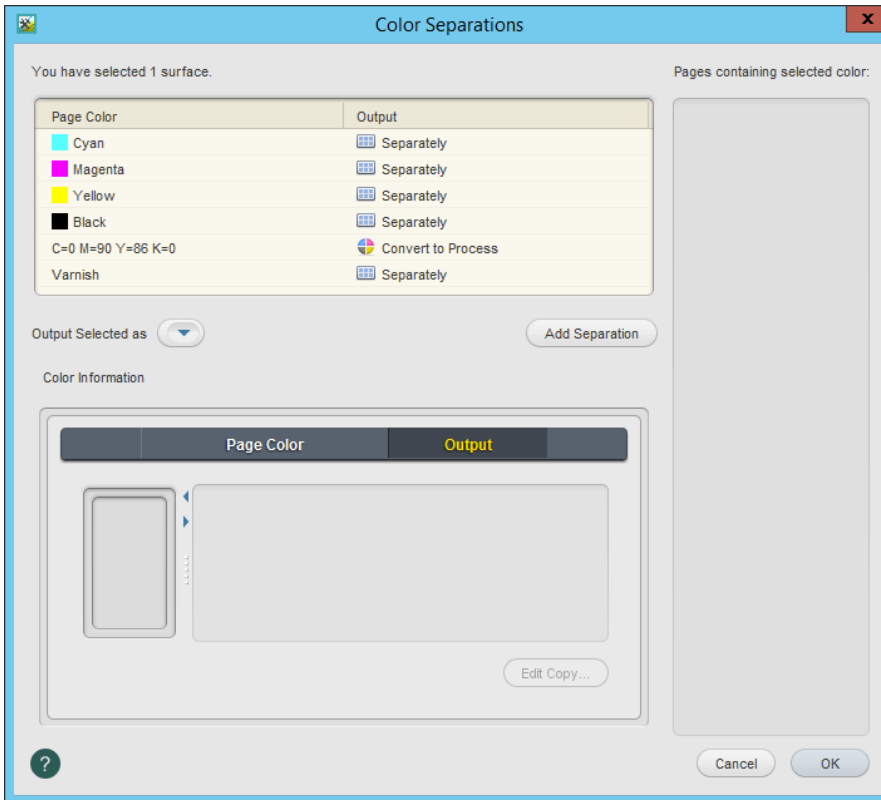 Color Separations
x
You have selected 1 surface.
Pages containing selected color:
Page Color Output
Cyan Separately
Magenta Separately
Yellow Separately
Black Separately
C=0 M=90 Y=86 K=0 Convert to Process
Varnish Separately
Output Selected as
Add Separation
Color Information
Page Color Output
Edit Copy...
?
Cancel
OK